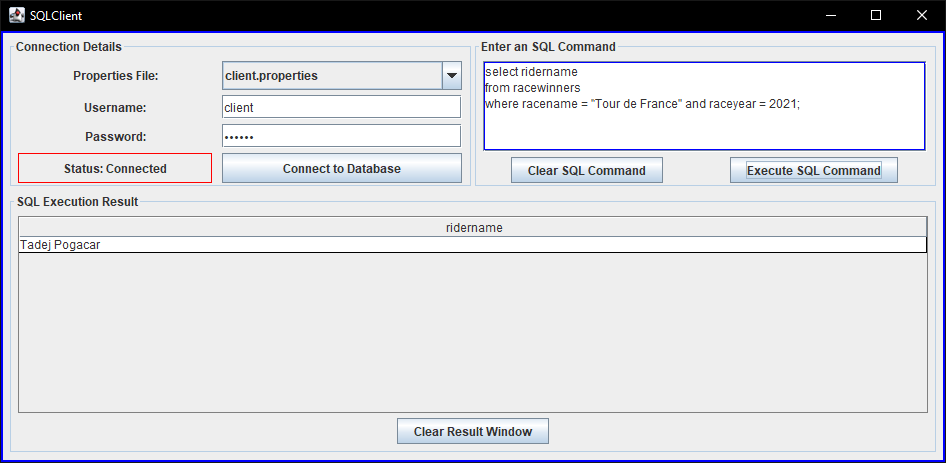 SQLClient
Connection Details
Properties File:
client.properties
Username:
client
Password:
••••••
Status: Connected
Connect to Database
Enter an SQL Command
select ridername
from racewinners
where racename = "Tour de France" and raceyear = 2021;
Clear SQL Command
Execute SQL Command
SQL Execution Result
ridername
Tadej Pogacar
Clear Result Window